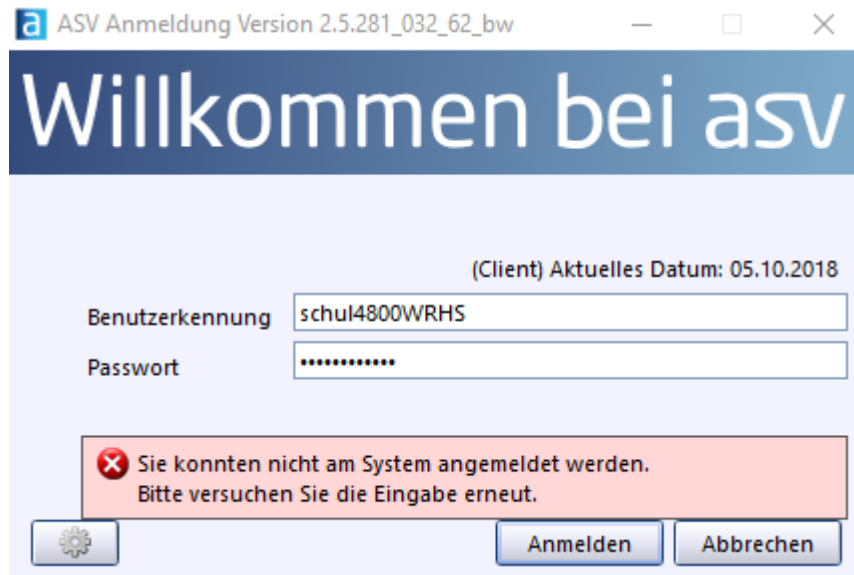 ASV Anmeldung Version 2.5.281_032_62_bw
Willkommen bei asv
(Client) Aktuelles Datum: 05.10.2018
Benutzerkennung schul4800WRHS
Passwort ••••••••••••
Sie konnten nicht am System angemeldet werden.
Bitte versuchen Sie die Eingabe erneut.
Anmelden Abbrechen